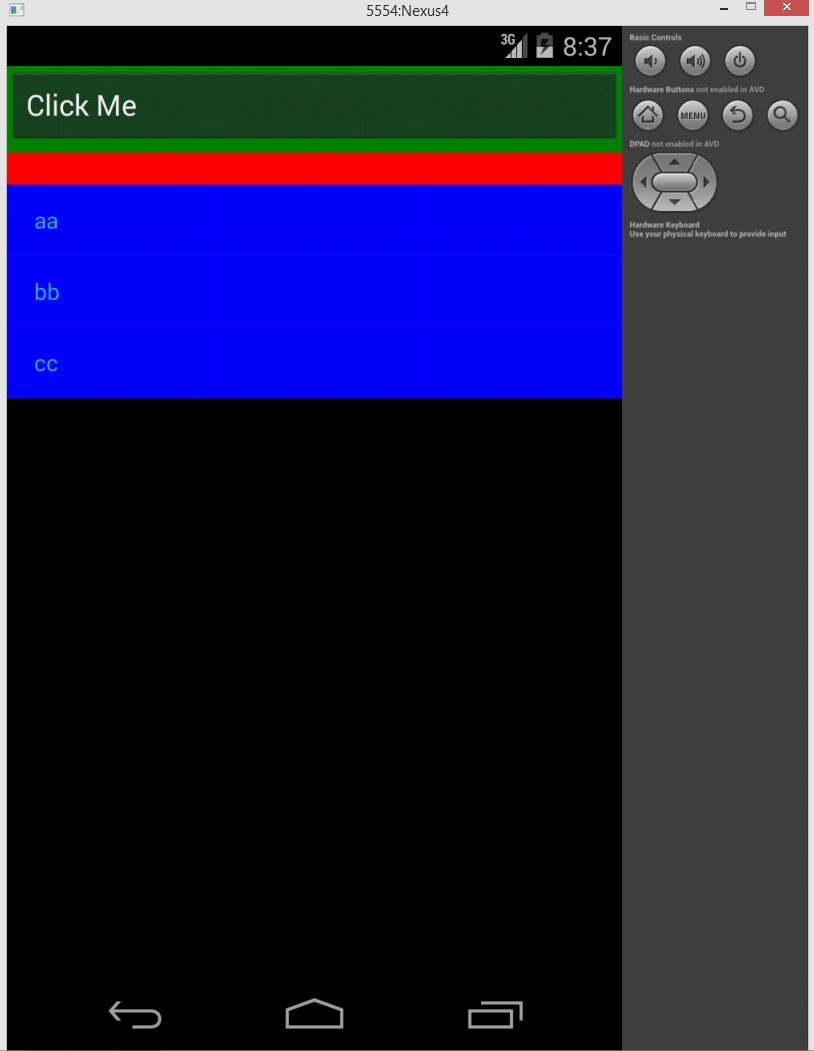 5554:Nexus4
3G 8:37
Click Me
aa
bb
cc
Basic Controls
Hardware Buttons not enabled in AVD
MENU
DPAD not enabled in AVD
Hardware Keyboard
Use your physical keyboard to provide input